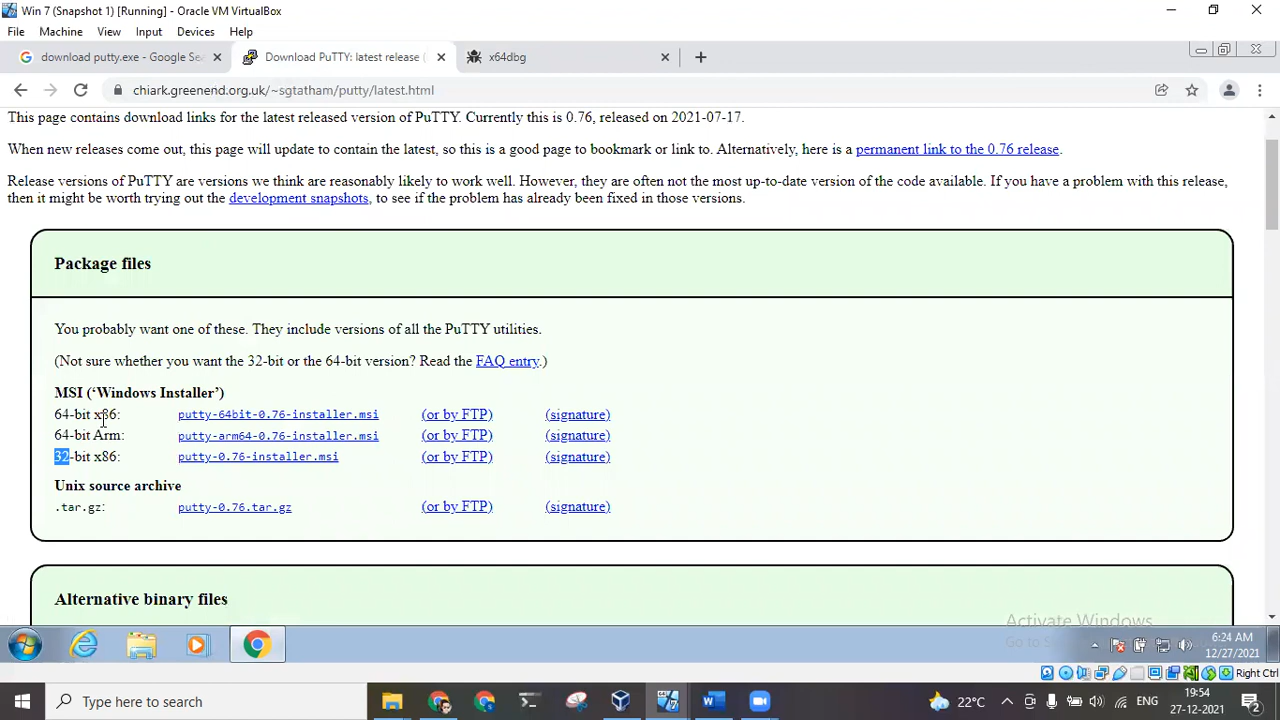 Win 7 (Snapshot 1) [Running] - Oracle VM VirtualBox
File Machine View Input Devices Help
download putty.exe - Google Sea
Download PuTTY: latest release (
x64dbg
chiark.greenend.org.uk/~sgtatham/putty/latest.html
This page contains download links for the latest released version of PuTTY. Currently this is 0.76, released on 2021-07-17.
When new releases come out, this page will update to contain the latest, so this is a good page to bookmark or link to. Alternatively, here is a permanent link to the 0.76 release.
Release versions of PuTTY are versions we think are reasonably likely to work well. However, they are often not the most up-to-date version of the code available. If you have a problem with this release,
then it might be worth trying out the development snapshots, to see if the problem has already been fixed in those versions.
Package files
You probably want one of these. They include versions of all the PuTTY utilities.
(Not sure whether you want the 32-bit or the 64-bit version? Read the FAQ entry.)
MSI (‘Windows Installer’)
64-bit x86: putty-64bit-0.76-installer.msi (or by FTP) (signature)
64-bit Arm: putty-arm64-0.76-installer.msi (or by FTP) (signature)
32-bit x86: putty-0.76-installer.msi (or by FTP) (signature)
Unix source archive
.tar.gz: putty-0.76.tar.gz (or by FTP) (signature)
Alternative binary files
Activate Windows
Go to
6:24 AM
12/27/2021
Right Ctrl
Type here to search
22°C
ENG
19:54
27-12-2021
2